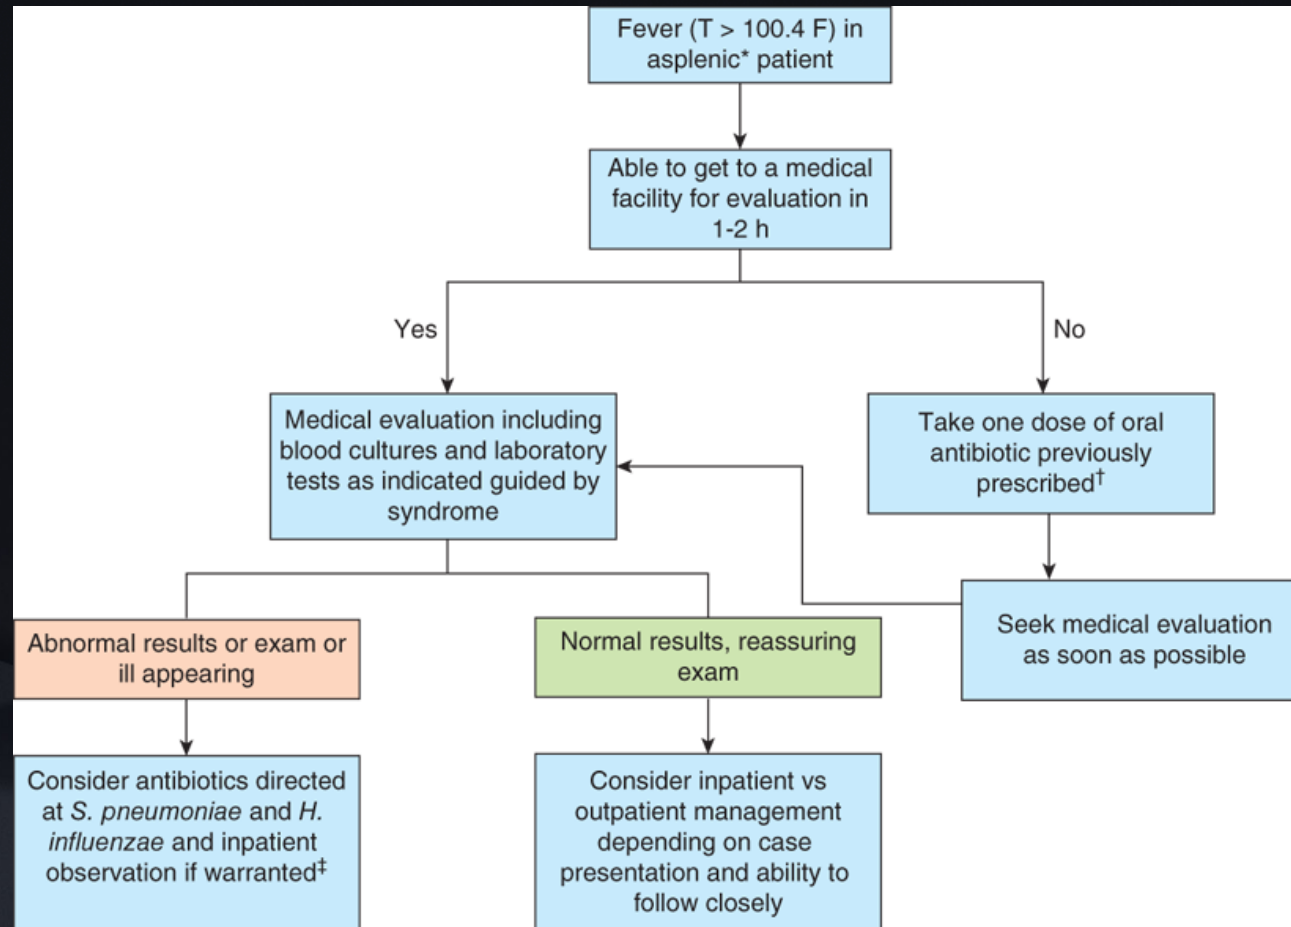 Fever (T > 100.4 F) in
asplenic* patient
Able to get to a medical
facility for evaluation in
1-2 h
Yes
No
Medical evaluation including
blood cultures and laboratory
tests as indicated guided by
syndrome
Take one dose of oral
antibiotic previously
prescribed†
Seek medical evaluation
as soon as possible
Abnormal results or exam or
ill appearing
Normal results, reassuring
exam
Consider antibiotics directed
at S. pneumoniae and H.
influenzae and inpatient
observation if warranted‡
Consider inpatient vs
outpatient management
depending on case
presentation and ability to
follow closely